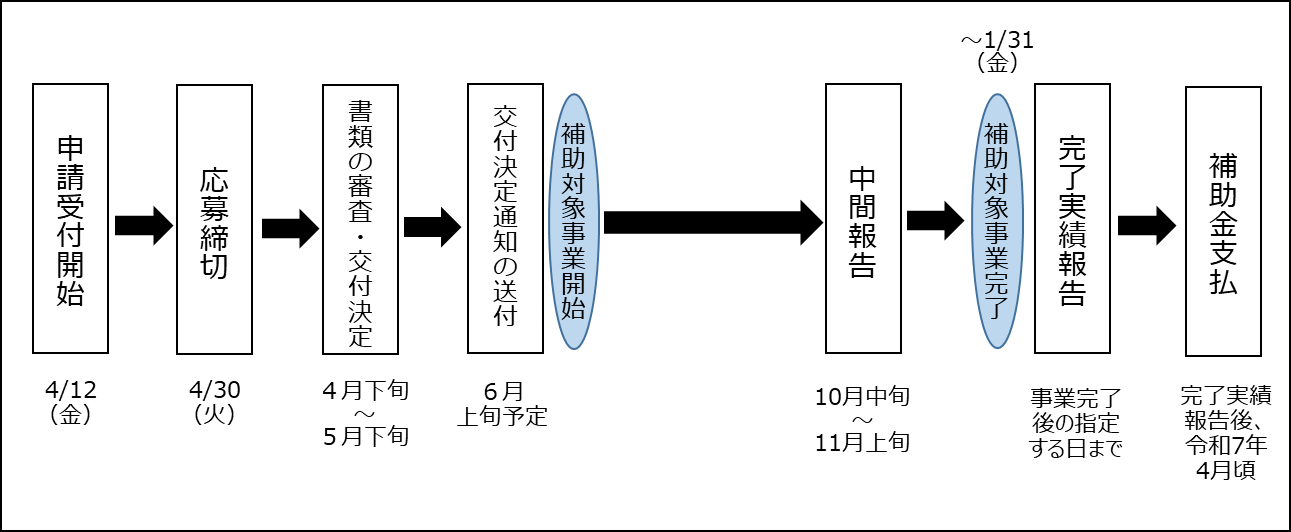 申請受付開始
4/12
（金）
応募締切
4/30
（火）
書類の審査・交付決定
４月下旬
～
５月下旬
交付決定通知の送付
６月
上旬予定
補助対象事業開始
中間報告
10月中旬
～
11月上旬
～1/31
（金）
補助対象事業完了
完了実績報告
事業完了
後の指定
する日まで
補助金支払
完了実績
報告後、
令和7年
4月頃